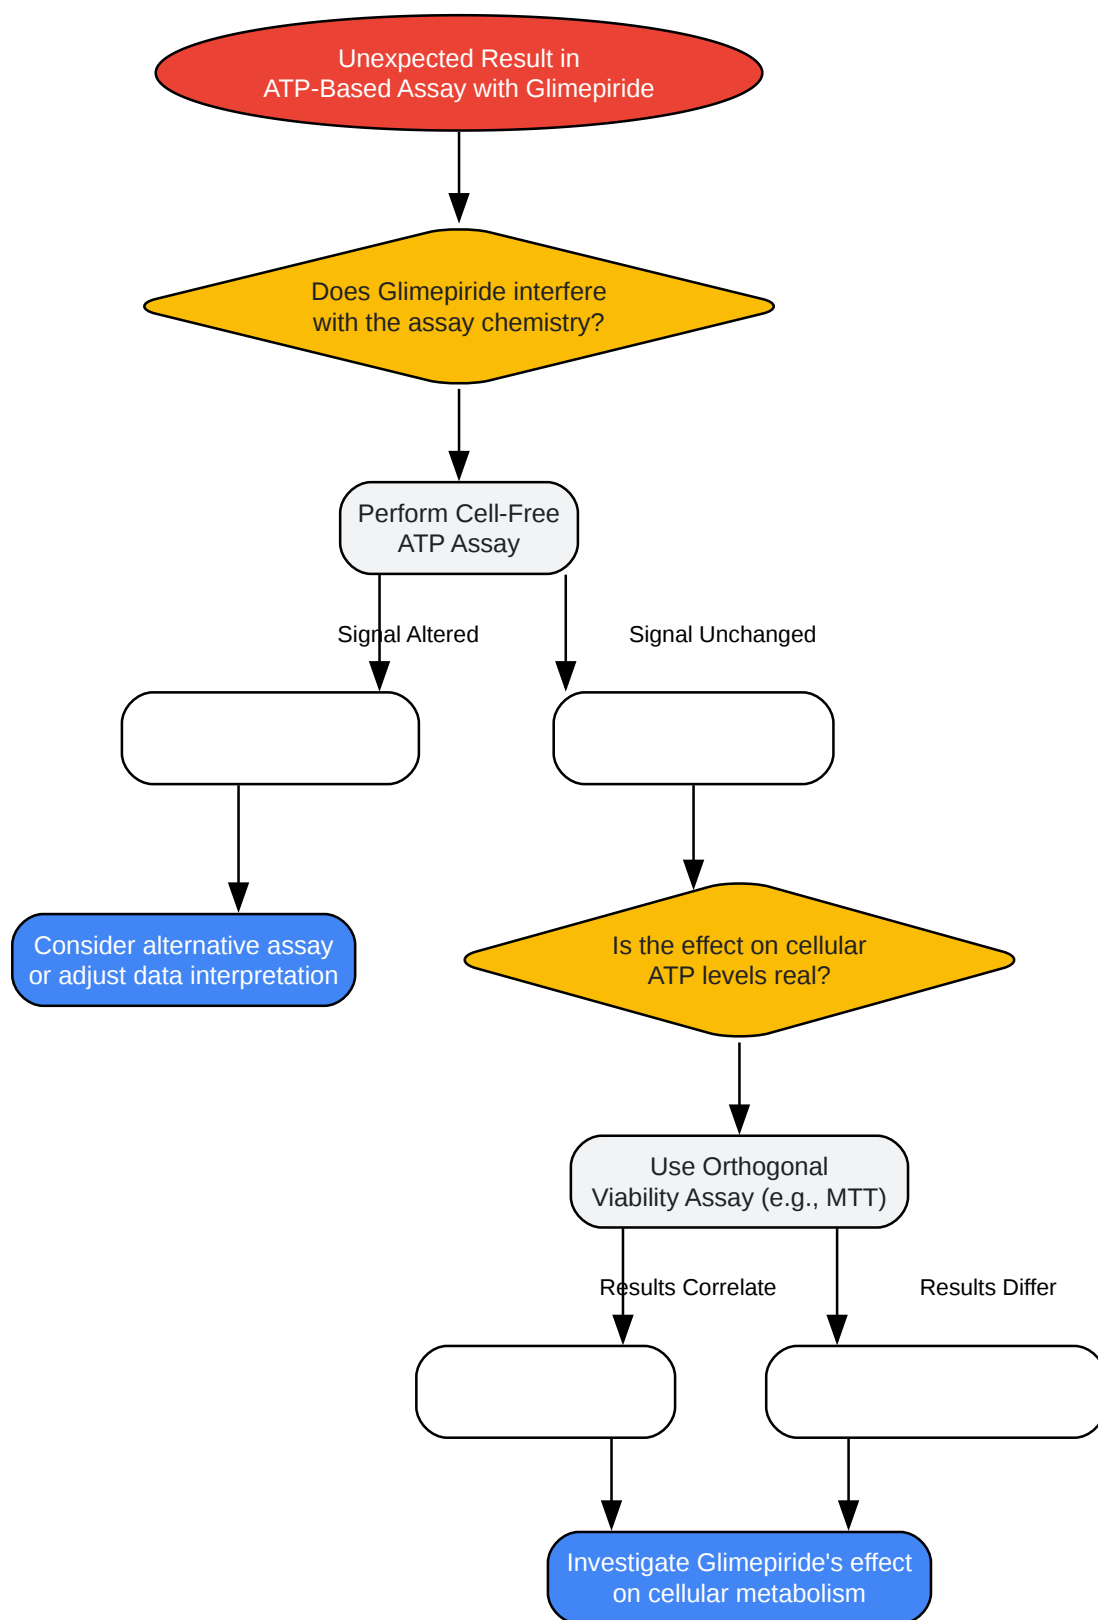 Unexpected Result in
ATP-Based Assay with Glimepiride
Does Glimepiride interfere
with the assay chemistry?
Perform Cell-Free
ATP Assay
Signal Altered
Signal Unchanged
Consider alternative assay
or adjust data interpretation
Is the effect on cellular
ATP levels real?
Use Orthogonal
Viability Assay (e.g., MTT)
Results Correlate
Results Differ
Investigate Glimepiride's effect
on cellular metabolism